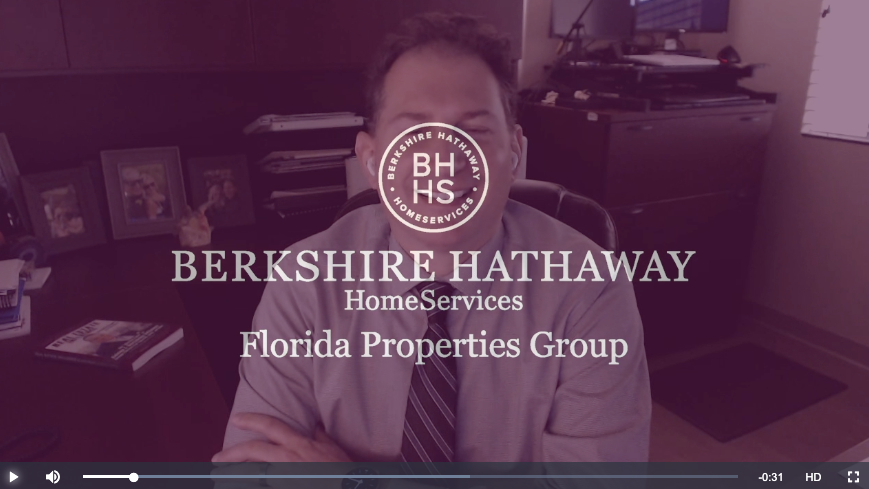 BERKSHIRE HATHAWAY
BH
HS
HOMESERVICES
BERKSHIRE HATHAWAY
HomeServices
Florida Properties Group
-0:31
HD